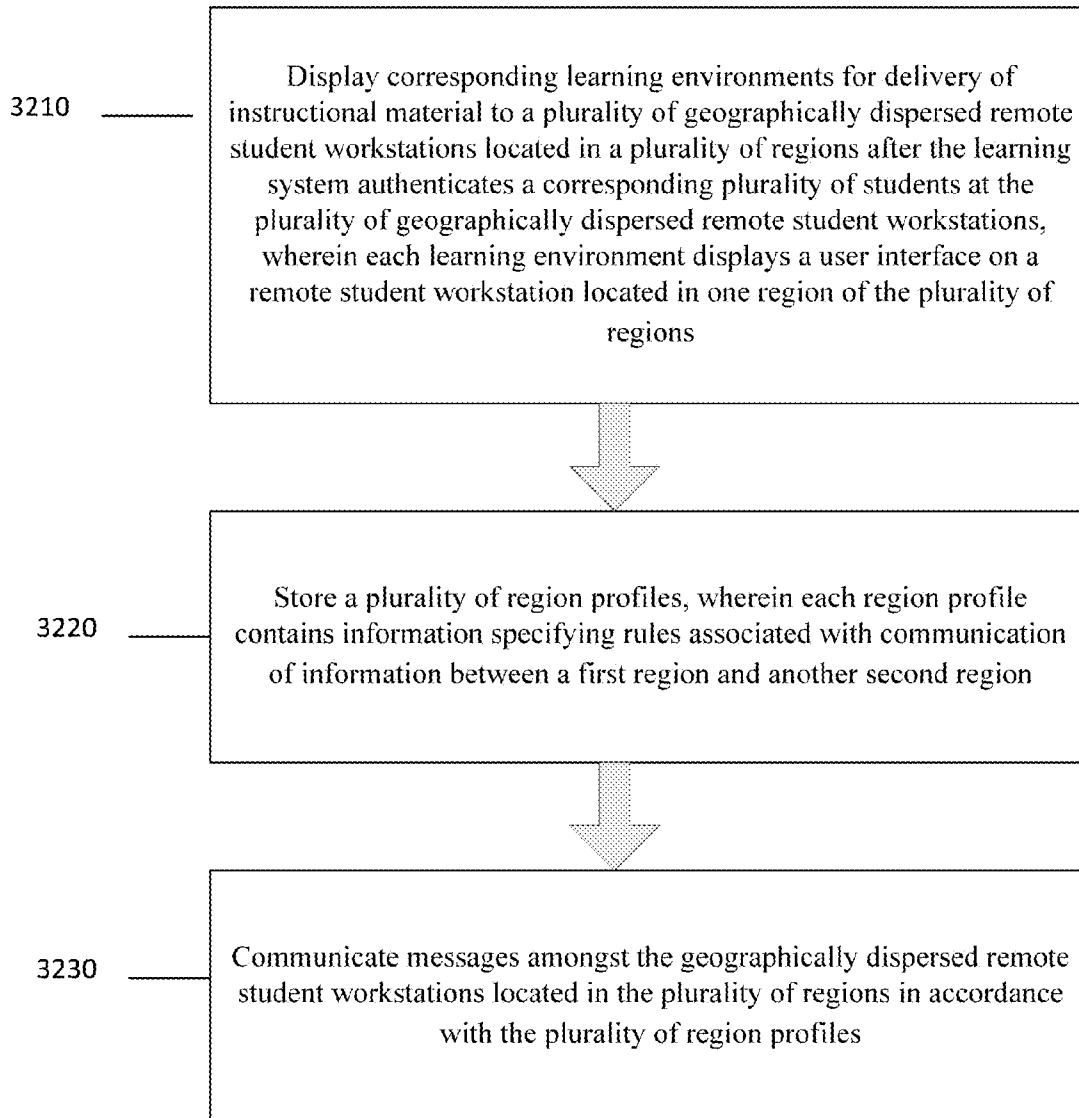 3210
Display corresponding learning environments for delivery of
instructional material to a plurality of geographically dispersed remote
student workstations located in a plurality of regions after the learning
system authenticates a corresponding plurality of students at the
plurality of geographically dispersed remote student workstations,
wherein each learning environment displays a user interface on a
remote student workstation located in one region of the plurality of
regions
3220
Store a plurality of region profiles, wherein each region profile
contains information specifying rules associated with communication
of information between a first region and another second region
3230
Communicate messages amongst the geographically dispersed remote
student workstations located in the plurality of regions in accordance
with the plurality of region profiles